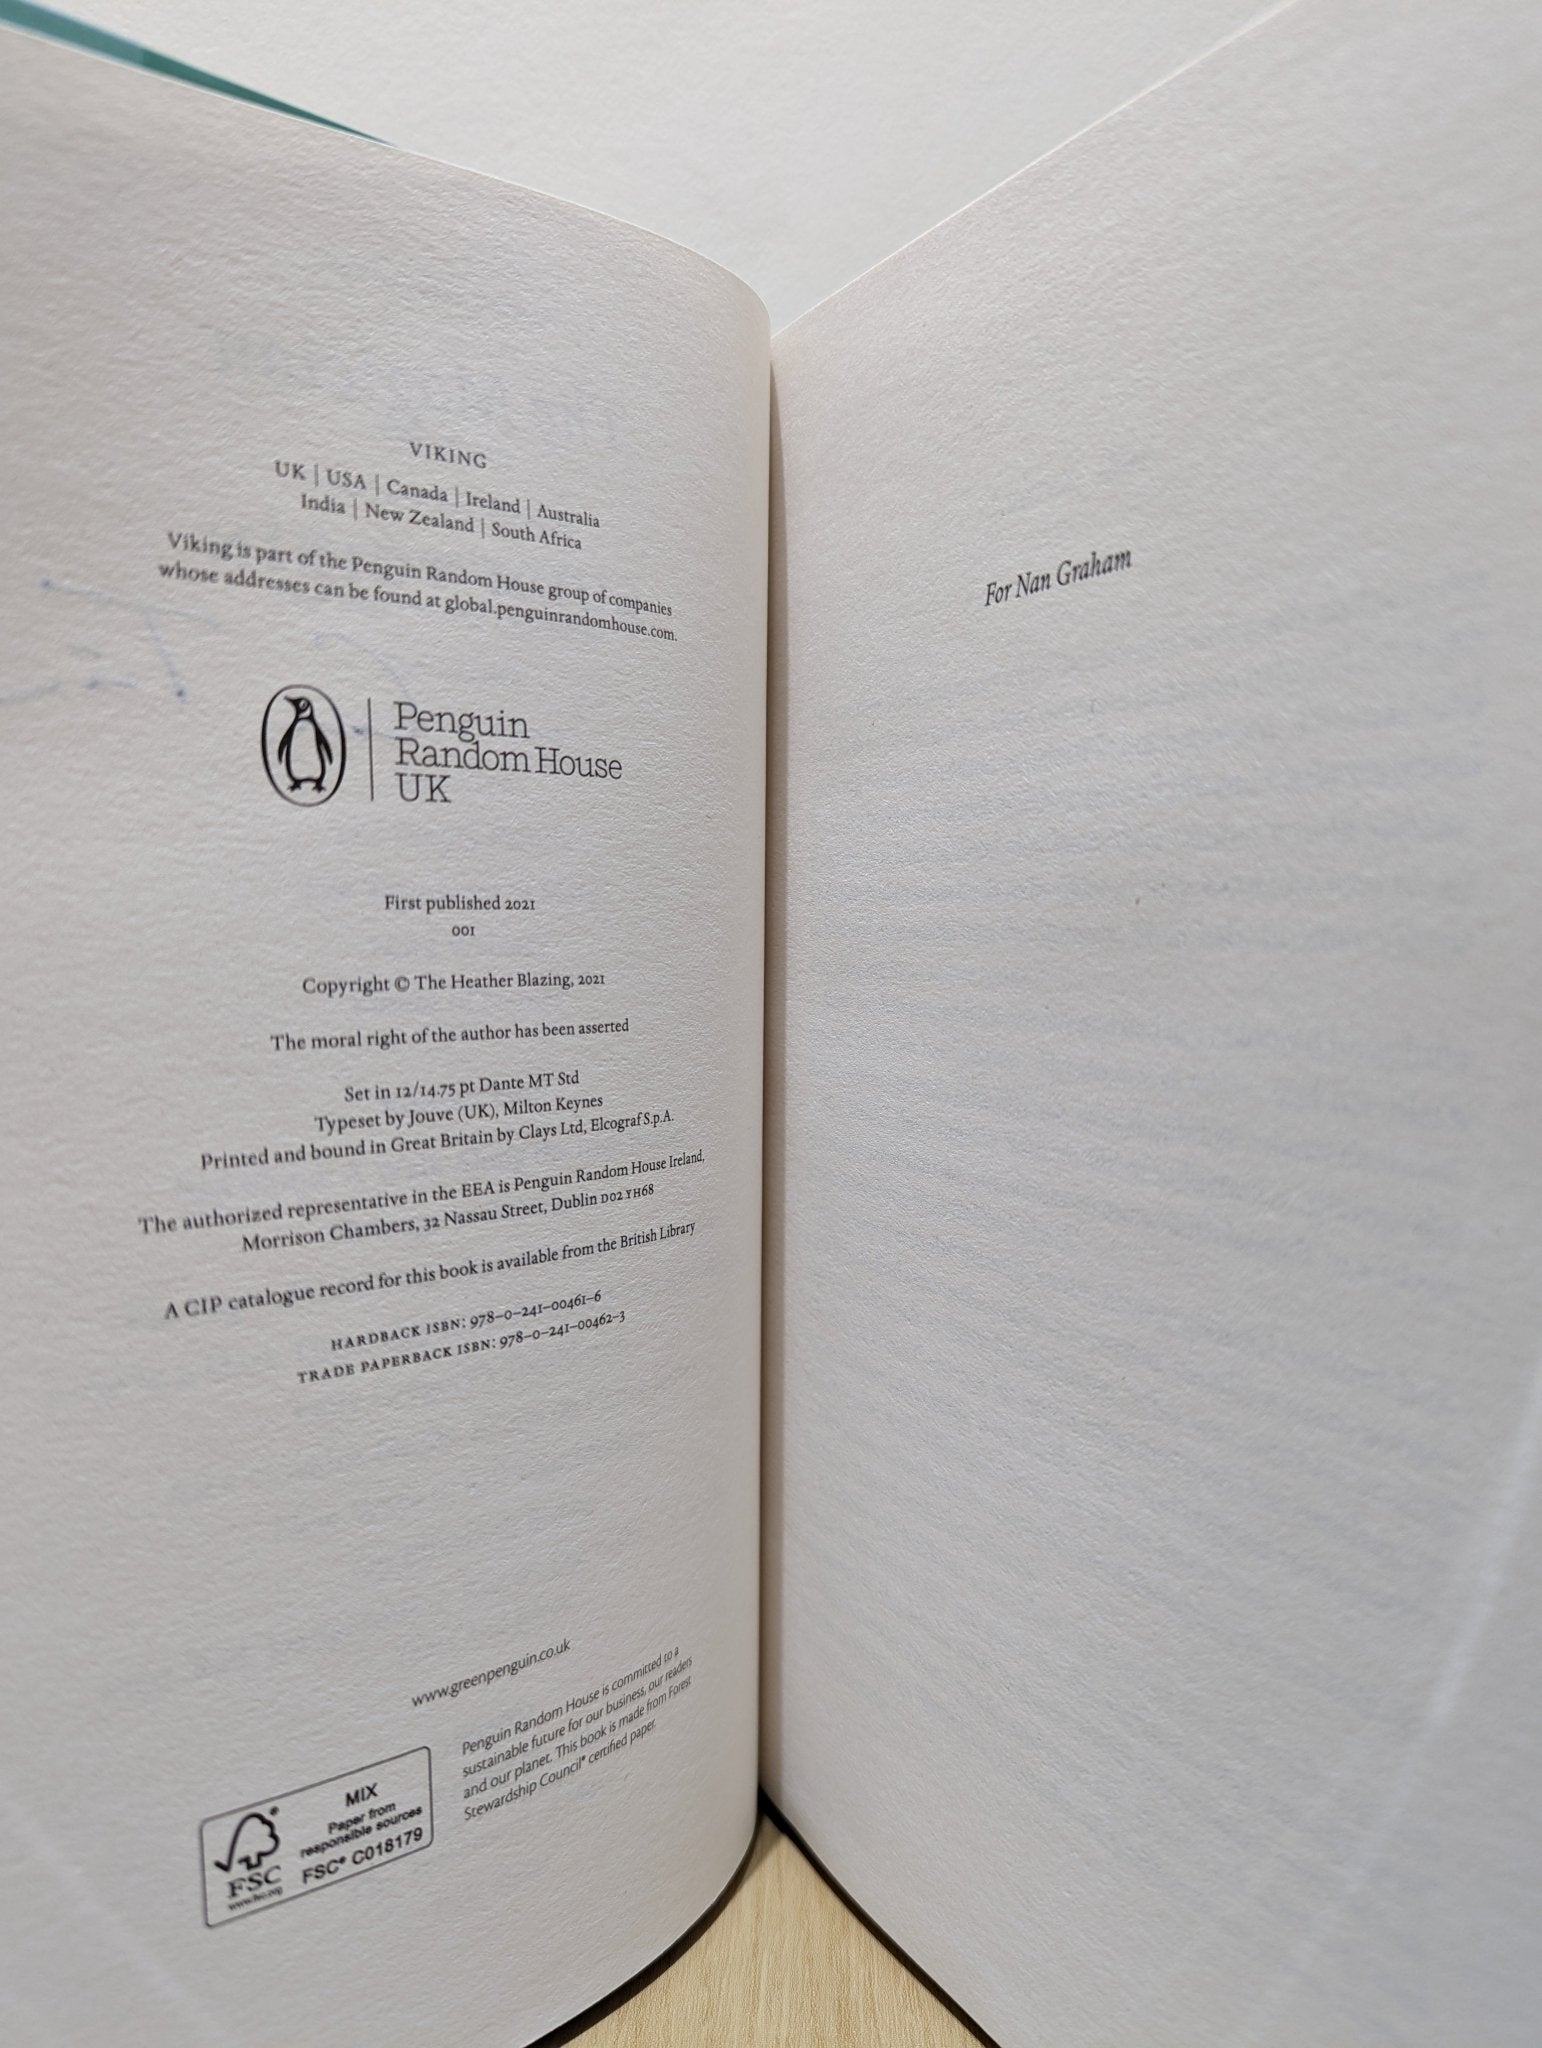 VIKING
UK | USA | Canada | Ireland | Australia
India | New Zealand | South Africa
Viking is part of the Penguin Random House group of companies
whose addresses can be found at global.penguinrandomhouse.com.
Penguin
Random House
UK
First published 2021
001
Copyright © The Heather Blazing, 2021
The moral right of the author has been asserted
Set in 12/14.75 pt Dante MT Std
Typeset by Jouve (UK), Milton Keynes
Printed and bound in Great Britain by Clays Ltd, Elcograf S.p.A.
The authorized representative in the EEA is Penguin Random House Ireland,
Morrison Chambers, 32 Nassau Street, Dublin D02 YH68
A CIP catalogue record for this book is available from the British Library
HARDBACK ISBN: 978-0-241-00461-6
TRADE PAPERBACK ISBN: 978-0-241-00462-3
www.greenpenguin.co.uk
MIX
Paper from
responsible sources
FSC® C018179
FSC
www.fsc.org
Penguin Random House is committed to a
sustainable future for our business, our readers
and our planet. This book is made from Forest
Stewardship Council® certified paper.
For Nan Graham